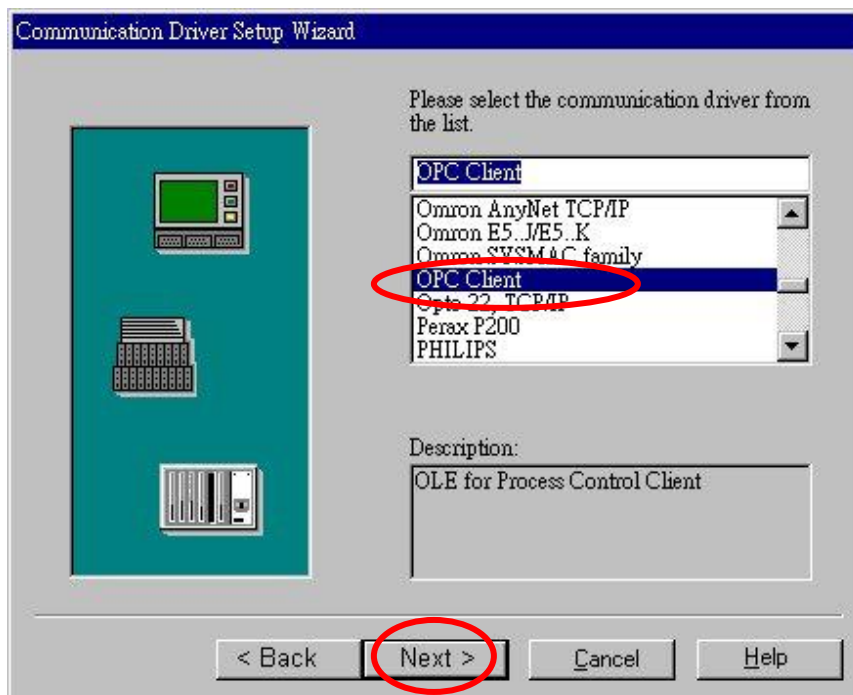 Communication Driver Setup Wizard
Please select the communication driver from
the list.
OPC Client
Omron AnyNet TCP/IP
Omron E5..J/E5..K
Omron SYSMAC family
OPC Client
Opto 22, TCP/IP
Perax P200
PHILIPS
Description:
OLE for Process Control Client
< Back
Next >
Cancel
Help